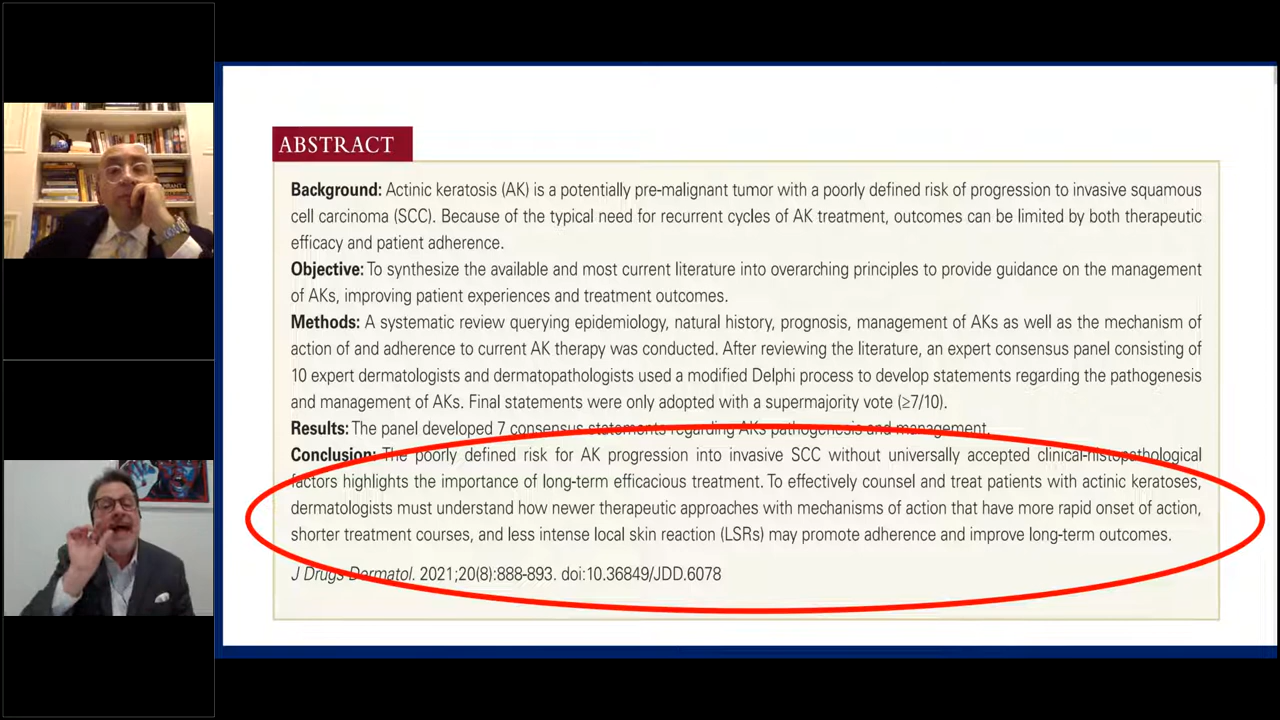 ABSTRACT
Background: Actinic keratosis (AK) is a potentially pre-malignant tumor with a poorly defined risk of progression to invasive squamous
cell carcinoma (SCC). Because of the typical need for recurrent cycles of AK treatment, outcomes can be limited by both therapeutic
efficacy and patient adherence.
Objective: To synthesize the available and most current literature into overarching principles to provide guidance on the management
of AKs, improving patient experiences and treatment outcomes.
Methods: A systematic review querying epidemiology, natural history, prognosis, management of AKs as well as the mechanism of
action of and adherence to current AK therapy was conducted. After reviewing the literature, an expert consensus panel consisting of
10 expert dermatologists and dermatopathologists used a modified Delphi process to develop statements regarding the pathogenesis
and management of AKs. Final statements were only adopted with a supermajority vote (≥7/10).
Results: The panel developed 7 consensus statements regarding AKs pathogenesis and management.
Conclusion: The poorly defined risk for AK progression into invasive SCC without universally accepted clinical-histopathological
factors highlights the importance of long-term efficacious treatment. To effectively counsel and treat patients with actinic keratoses,
dermatologists must understand how newer therapeutic approaches with mechanisms of action that have more rapid onset of action,
shorter treatment courses, and less intense local skin reaction (LSRs) may promote adherence and improve long-term outcomes.
J Drugs Dermatol. 2021;20(8):888-893. doi:10.36849/JDD.6078